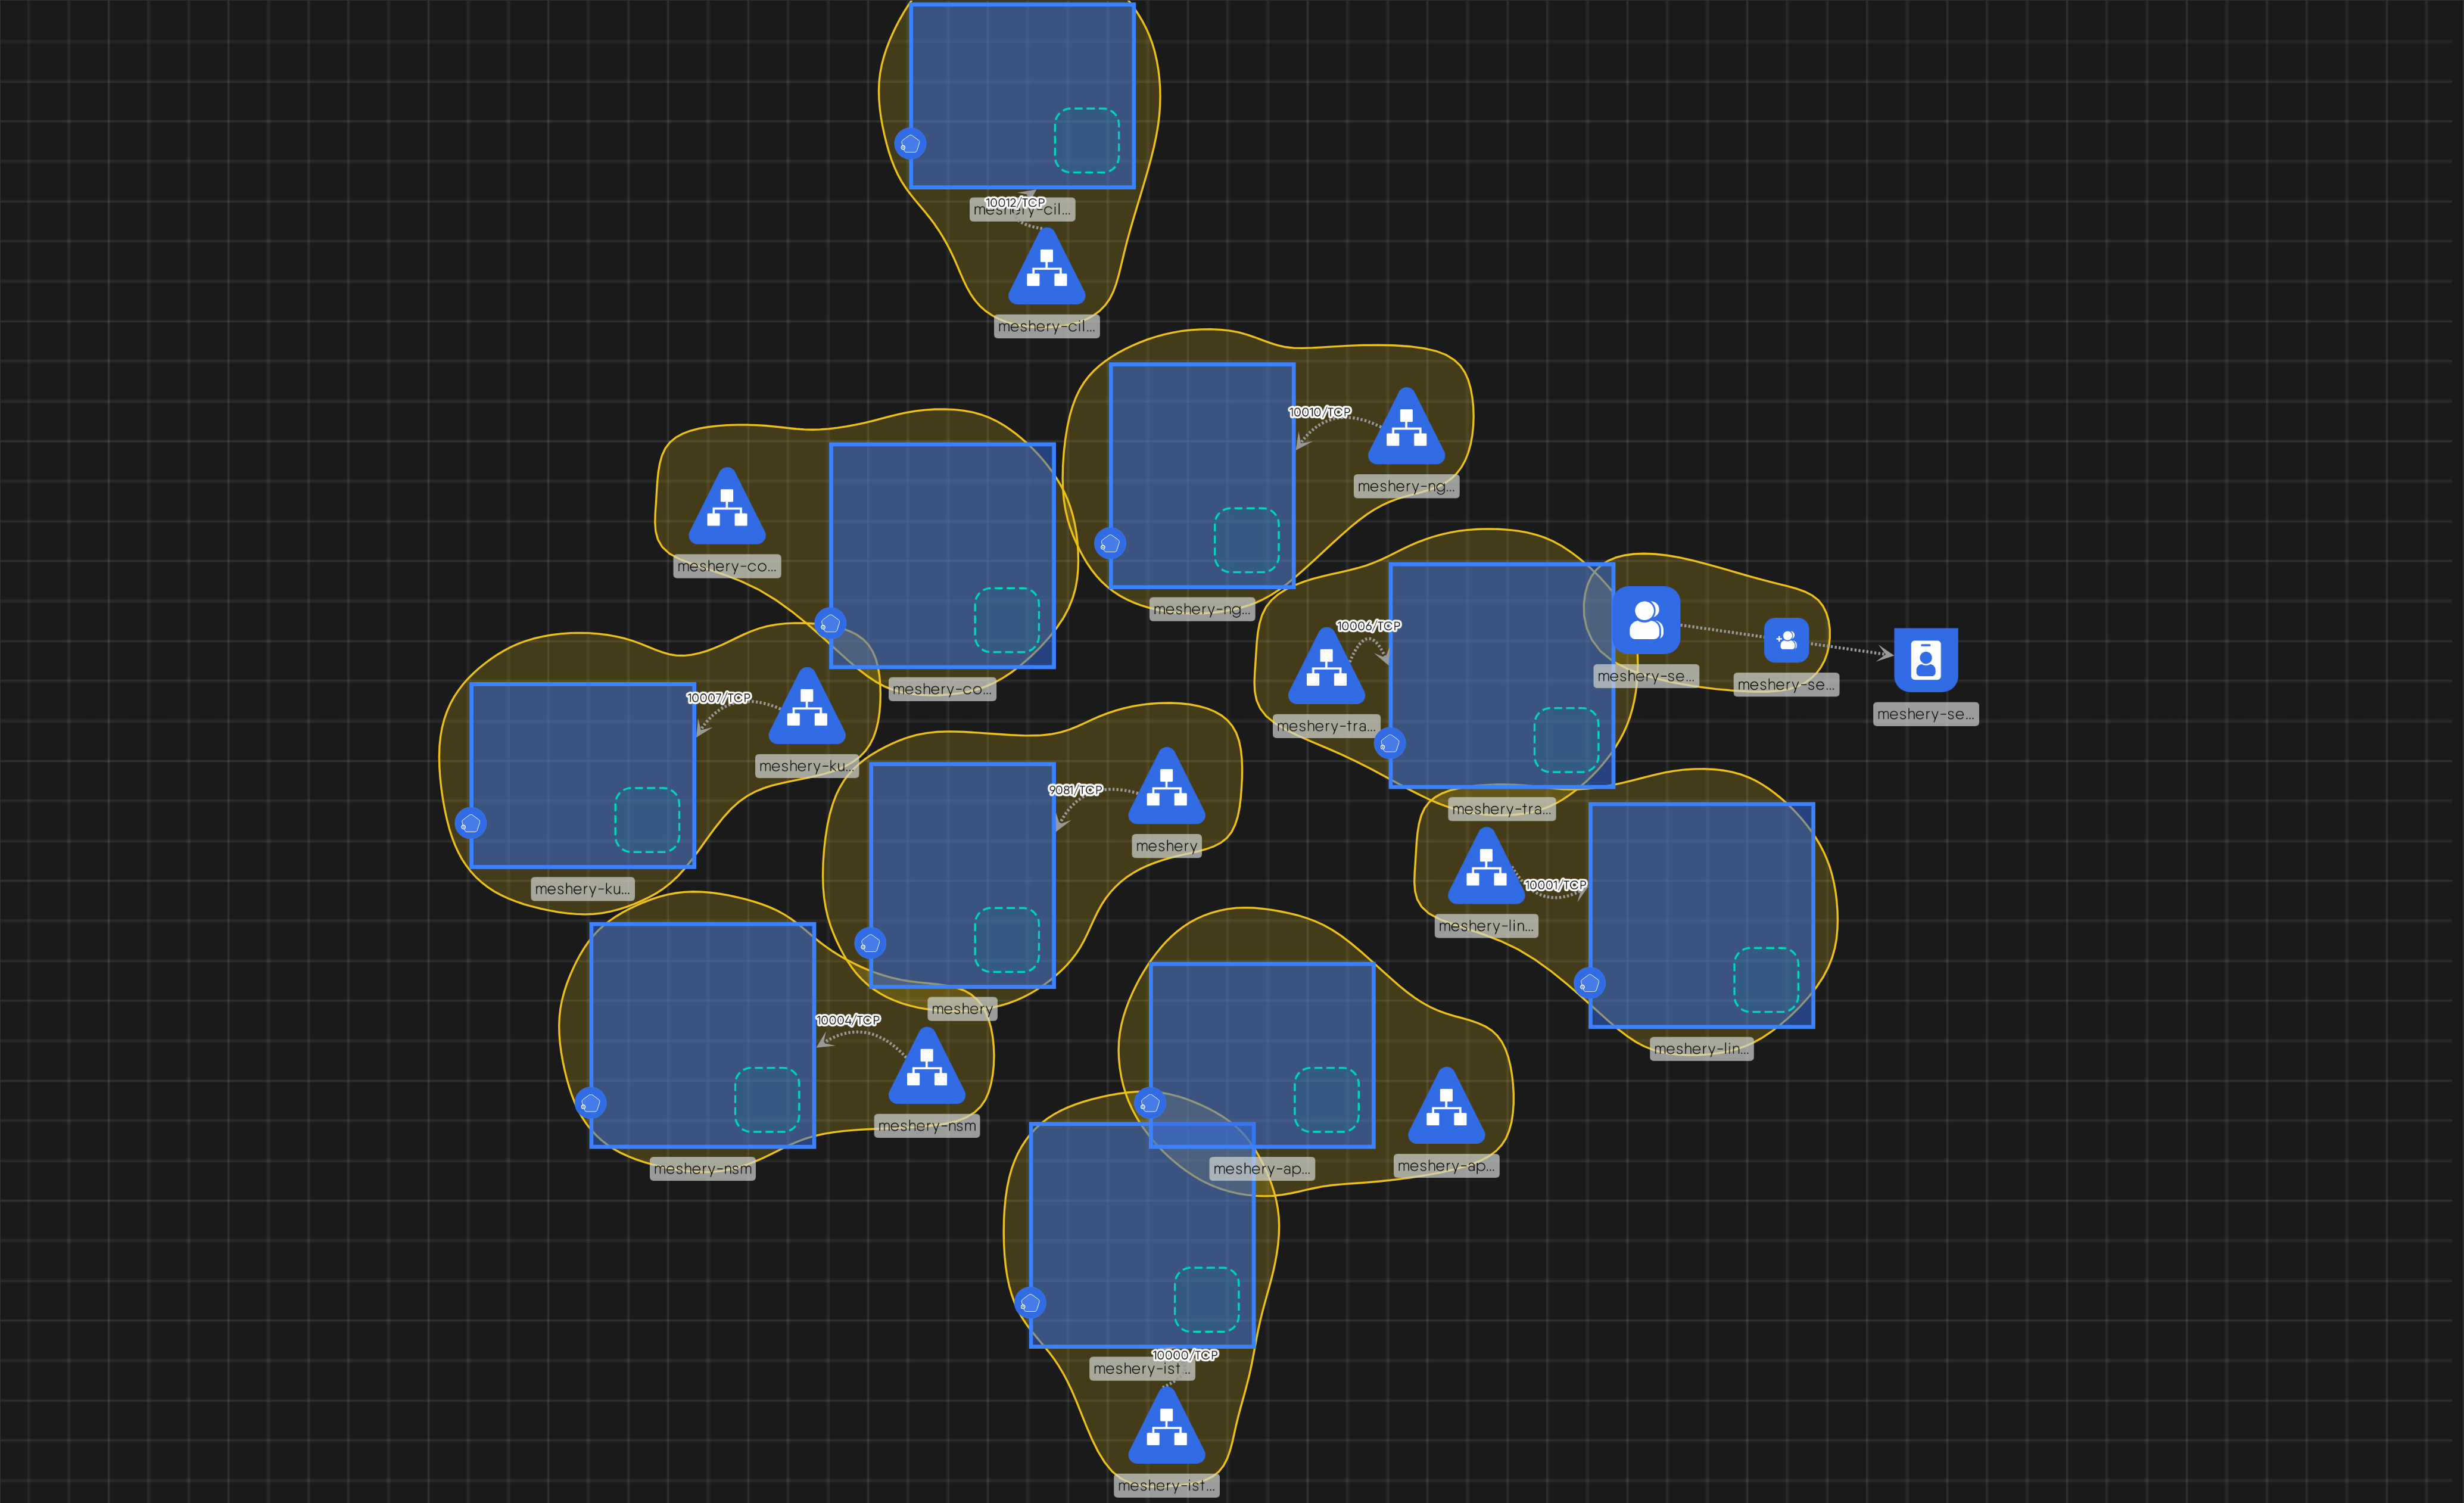 10012/TCP
meshery-cil...
meshery-cil...
10010/TCP
meshery-ng...
meshery-co...
meshery-ng...
10006/TCP
meshery-se...
meshery-se...
meshery-co...
10007/TCP
meshery-se...
meshery-tra...
meshery-ku...
9081/TCP
meshery-tra...
meshery
10001/TCP
meshery-ku...
meshery-lin...
meshery
10004/TCP
meshery-lin...
meshery-nsm
meshery-ap...
meshery-nsm
meshery-ap...
10000/TCP
meshery-ist...
meshery-ist...